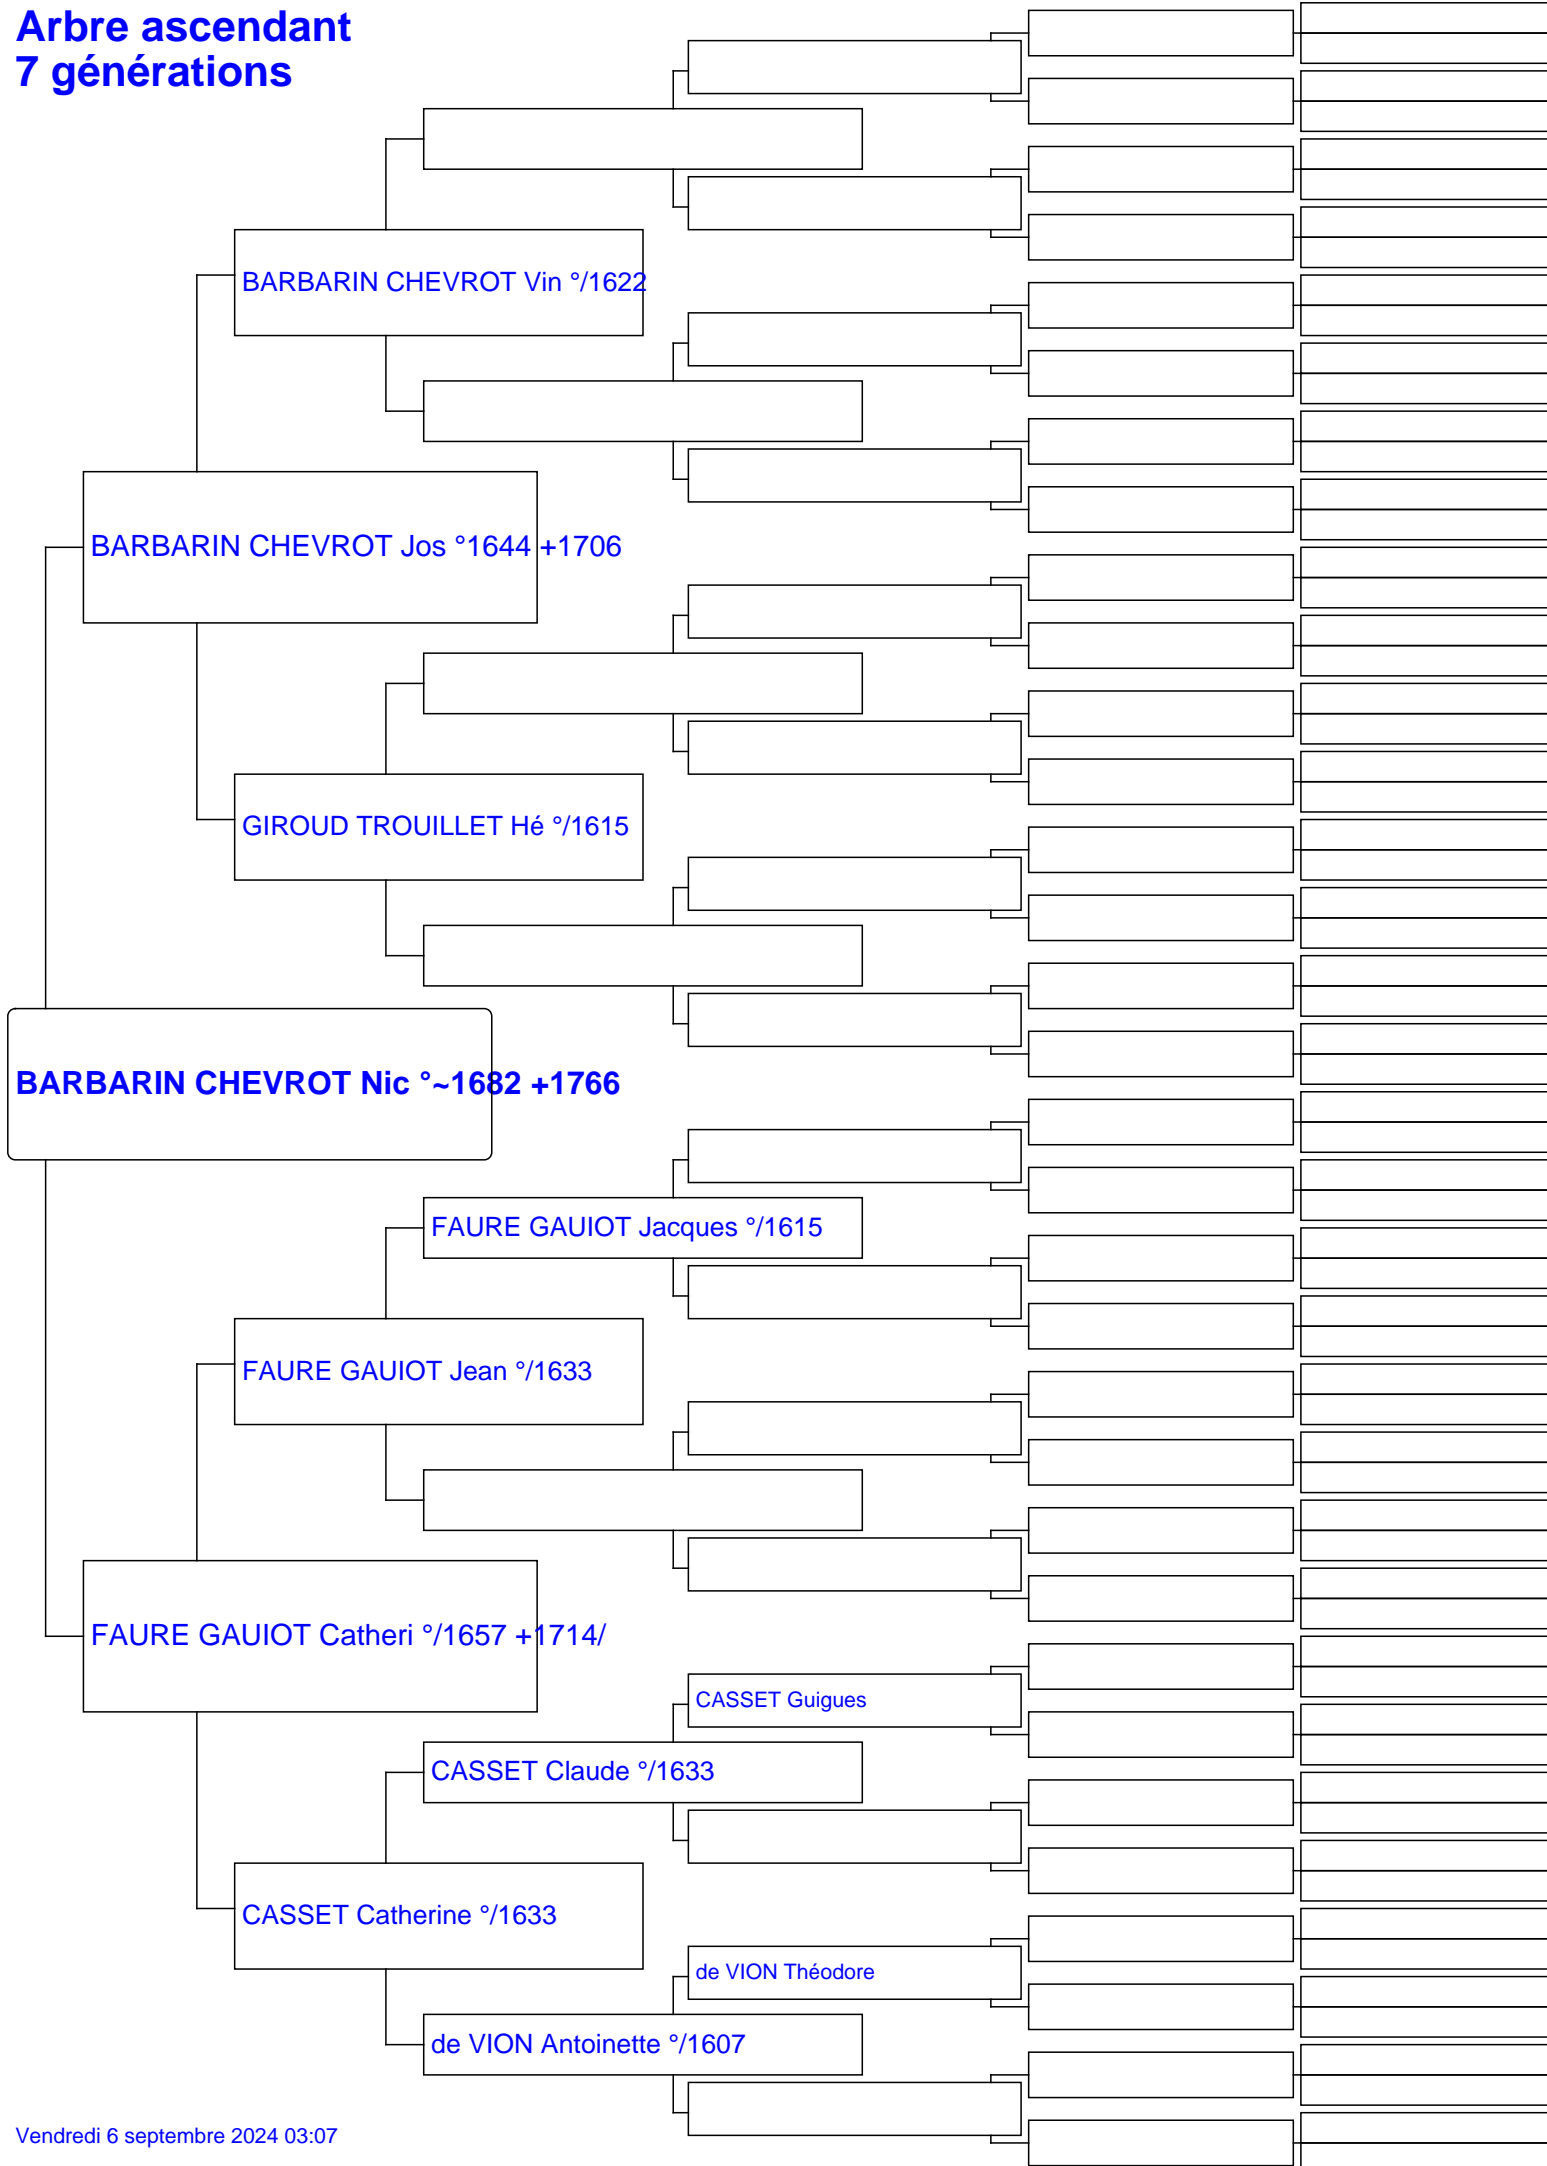 Arbre ascendant
7 générations
BARBARIN CHEVROT Vin °/1622
BARBARIN CHEVROT Jos °1644 +1706
GIROUD TROUILLET Hé °/1615
BARBARIN CHEVROT Nic °~1682 +1766
FAURE GAUIOT Jacques °/1615
FAURE GAUIOT Jean °/1633
FAURE GAUIOT Catheri °/1657 +1714/
CASSET Guigues
CASSET Claude °/1633
CASSET Catherine °/1633
de VION Théodore
de VION Antoinette °/1607
Vendredi 6 septembre 2024 03:07